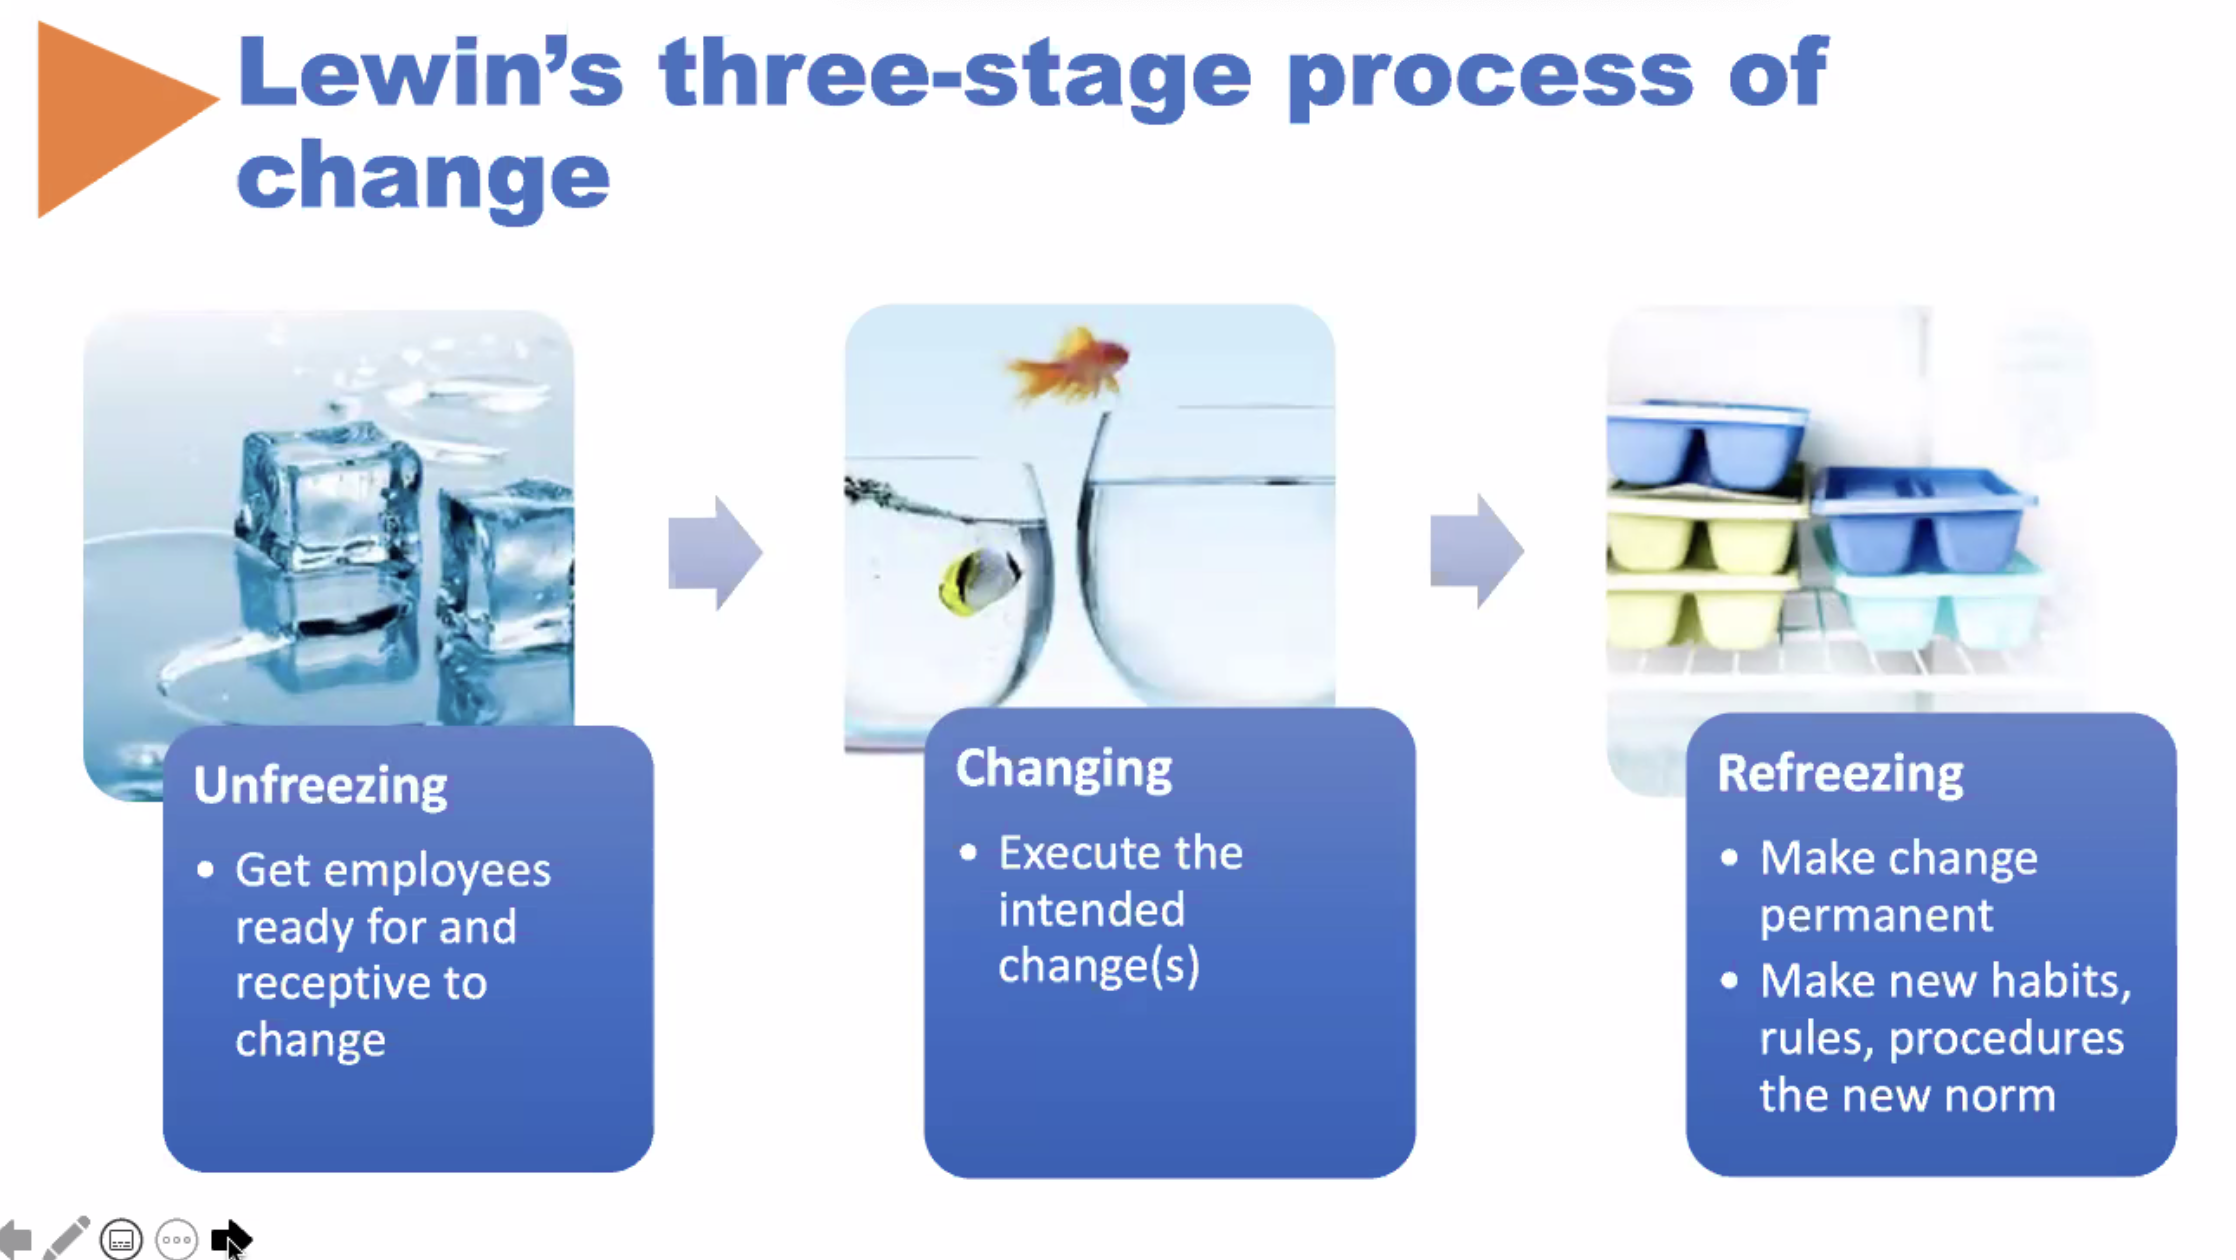 Lewin’s three-stage process of
change
Unfreezing
• Get employees
ready for and
receptive to
change
Changing
• Execute the
intended
change(s)
Refreezing
• Make change
permanent
• Make new habits,
rules, procedures
the new norm